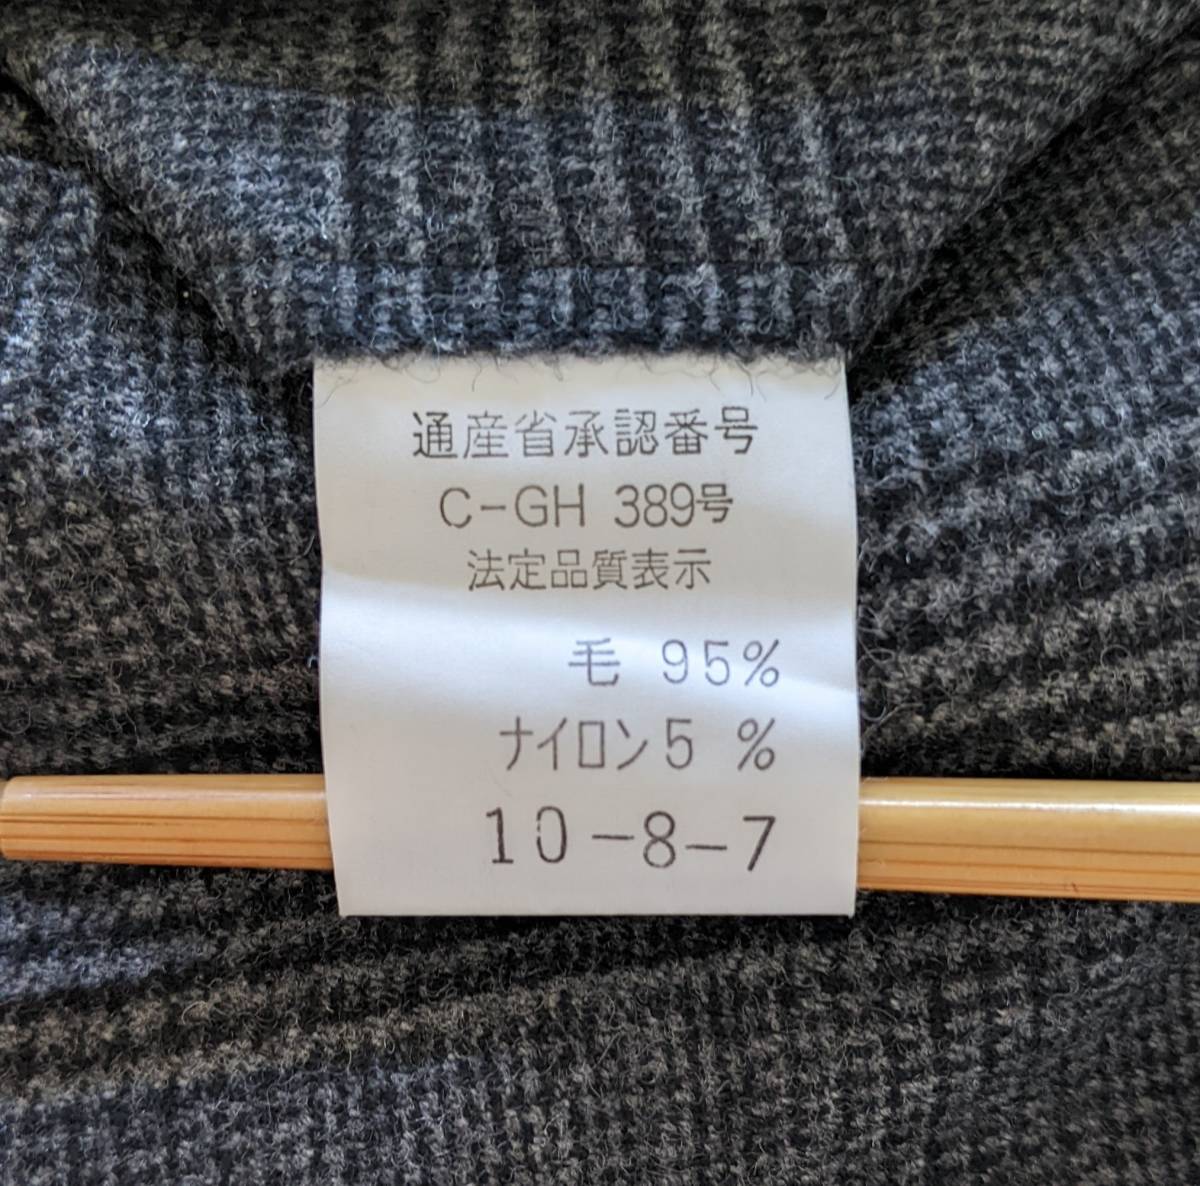 通産省承認番号
C-GH 389号
法定品質表示
毛 95%
ナイロン5 %
10-8-7